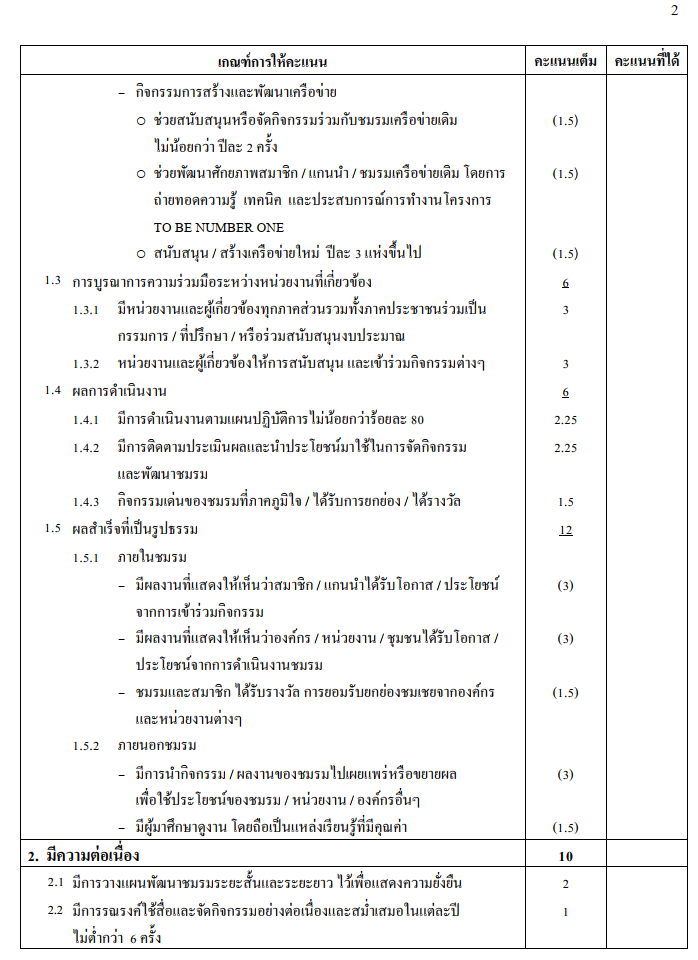 2
เกณฑ์การให้คะแนน คะแนนเต็ม คะแนนที่ได้
– กิจกรรมการสร้างและพัฒนาเครือข่าย
○ ช่วยสนับสนุนหรือจัดกิจกรรมร่วมกับชมรมเครือข่ายเดิม (1.5)
ไม่น้อยกว่า ปีละ 2 ครั้ง
○ ช่วยพัฒนาศักยภาพสมาชิก / แกนนำ / ชมรมเครือข่ายเดิม โดยการ (1.5)
ถ่ายทอดความรู้ เทคนิค และประสบการณ์การทำงานโครงการ
TO BE NUMBER ONE
○ สนับสนุน / สร้างเครือข่ายใหม่ ปีละ 3 แห่งขึ้นไป (1.5)
1.3 การบูรณาการความร่วมมือระหว่างหน่วยงานที่เกี่ยวข้อง 6
1.3.1 มีหน่วยงานและผู้เกี่ยวข้องทุกภาคส่วนรวมทั้งภาคประชาชนร่วมเป็น 3
กรรมการ / ที่ปรึกษา / หรือร่วมสนับสนุนงบประมาณ
1.3.2 หน่วยงานและผู้เกี่ยวข้องให้การสนับสนุน และเข้าร่วมกิจกรรมต่างๆ 3
1.4 ผลการดำเนินงาน 6
1.4.1 มีการดำเนินงานตามแผนปฏิบัติการไม่น้อยกว่าร้อยละ 80 2.25
1.4.2 มีการติดตามประเมินผลและนำประโยชน์มาใช้ในการจัดกิจกรรม 2.25
และพัฒนาชมรม
1.4.3 กิจกรรมเด่นของชมรมที่ภาคภูมิใจ / ได้รับการยกย่อง / ได้รางวัล 1.5
1.5 ผลสำเร็จที่เป็นรูปธรรม 12
1.5.1 ภายในชมรม
– มีผลงานที่แสดงให้เห็นว่าสมาชิก / แกนนำได้รับโอกาส / ประโยชน์ (3)
จากการเข้าร่วมกิจกรรม
– มีผลงานที่แสดงให้เห็นว่าองค์กร / หน่วยงาน / ชุมชนได้รับโอกาส / (3)
ประโยชน์จากการดำเนินงานชมรม
– ชมรมและสมาชิก ได้รับรางวัล การยอมรับยกย่องชมเชยจากองค์กร (1.5)
และหน่วยงานต่างๆ
1.5.2 ภายนอกชมรม
– มีการนำกิจกรรม / ผลงานของชมรมไปเผยแพร่หรือขยายผล (3)
เพื่อใช้ประโยชน์ของชมรม / หน่วยงาน / องค์กรอื่นๆ
– มีผู้มาศึกษาดูงาน โดยถือเป็นแหล่งเรียนรู้ที่มีคุณค่า (1.5)
2. มีความต่อเนื่อง 10
2.1 มีการวางแผนพัฒนาชมรมระยะสั้นและระยะยาว ไว้เพื่อแสดงความยั่งยืน 2
2.2 มีการรณรงค์ใช้สื่อและจัดกิจกรรมอย่างต่อเนื่องและสม่ำเสมอในแต่ละปี 1
ไม่ต่ำกว่า 6 ครั้ง